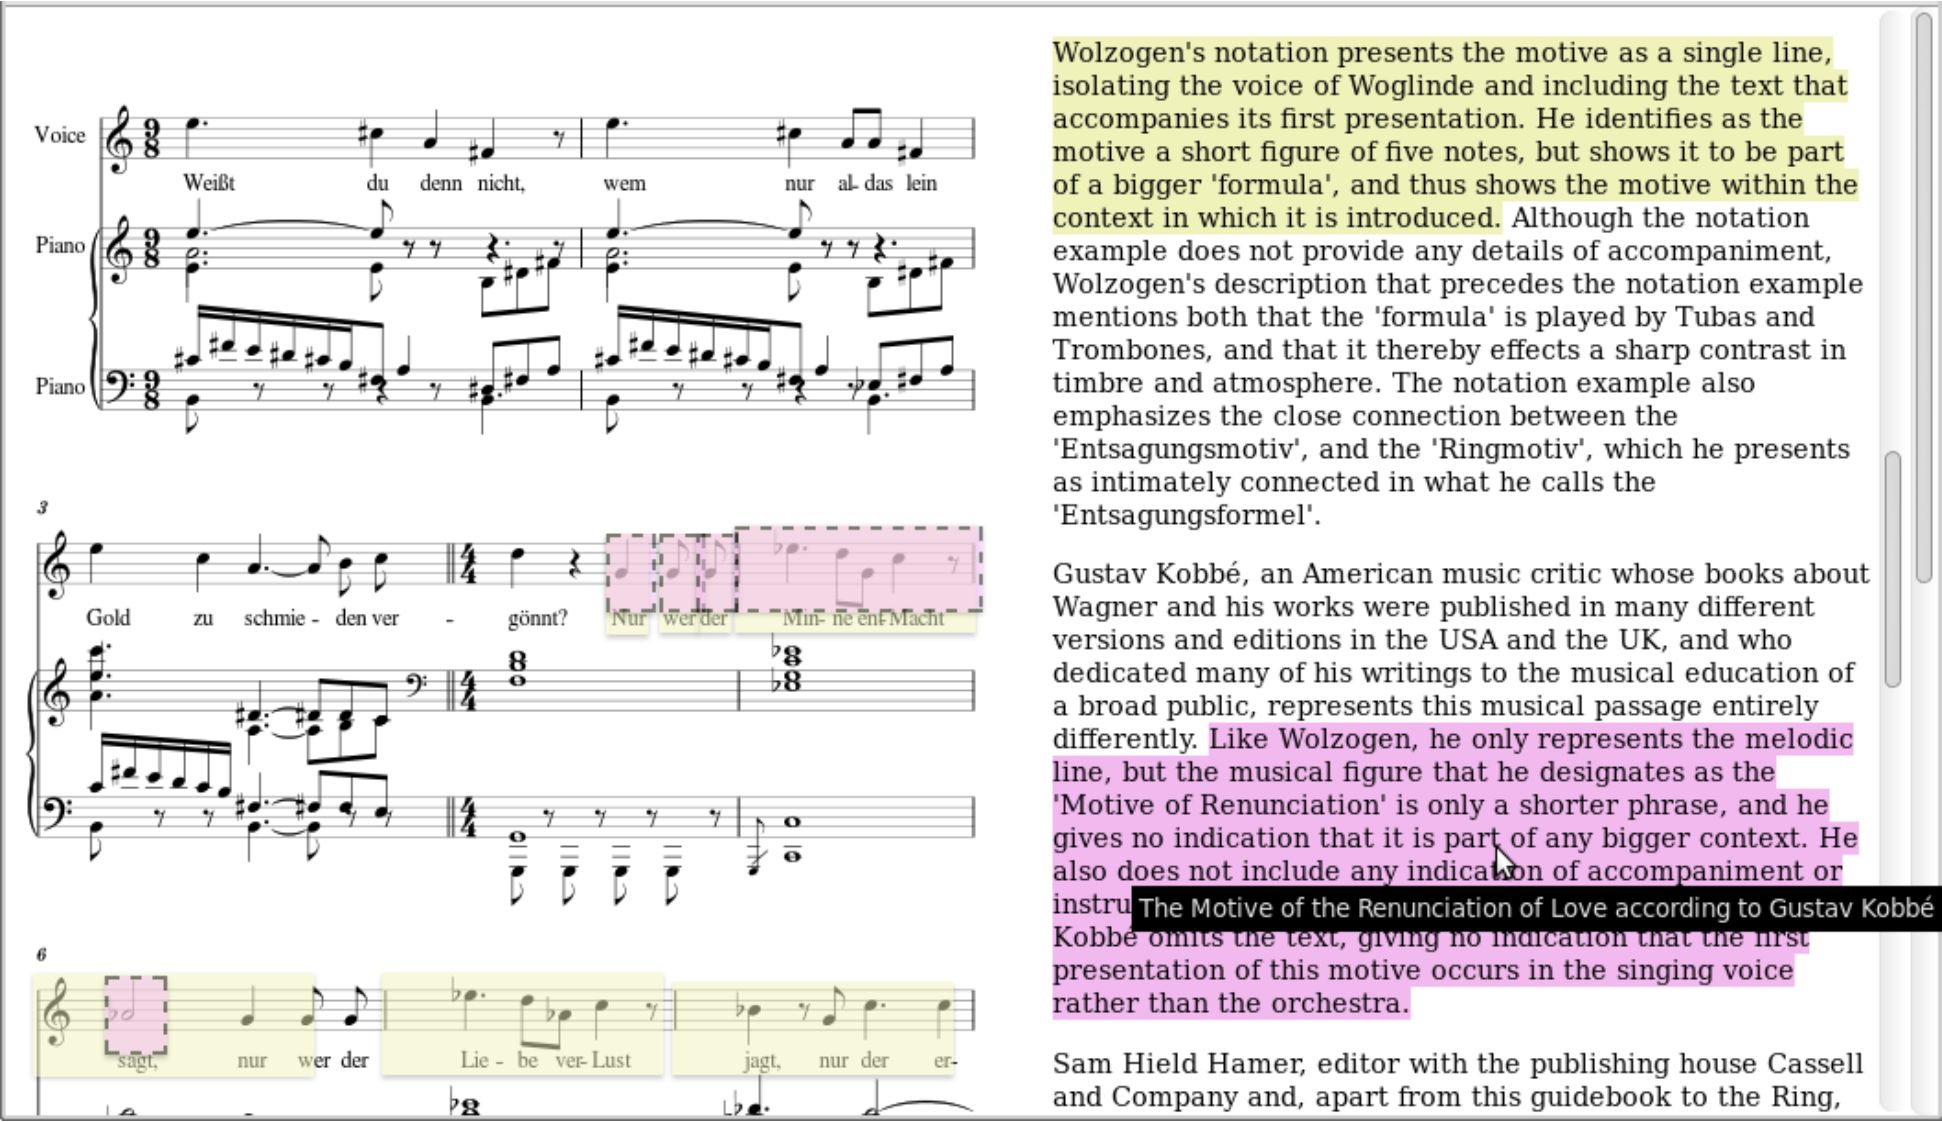 Voice
9 8
Weißt du denn nicht, wem nur al- das lein
Piano
9 8
Piano
9 8
3
4 4
Gold zu schmie - den ver - gönnt? Nur wer der Min- ne ent- Macht
4 4
4 4
6
sagt, nur wer der Lie - be ver- Lust jagt, nur der er-
Wolzogen's notation presents the motive as a single line,
isolating the voice of Woglinde and including the text that
accompanies its first presentation. He identifies as the
motive a short figure of five notes, but shows it to be part
of a bigger 'formula', and thus shows the motive within the
context in which it is introduced. Although the notation
example does not provide any details of accompaniment,
Wolzogen's description that precedes the notation example
mentions both that the 'formula' is played by Tubas and
Trombones, and that it thereby effects a sharp contrast in
timbre and atmosphere. The notation example also
emphasizes the close connection between the
'Entsagungsmotiv', and the 'Ringmotiv', which he presents
as intimately connected in what he calls the
'Entsagungsformel'.
Gustav Kobbé, an American music critic whose books about
Wagner and his works were published in many different
versions and editions in the USA and the UK, and who
dedicated many of his writings to the musical education of
a broad public, represents this musical passage entirely
differently. Like Wolzogen, he only represents the melodic
line, but the musical figure that he designates as the
'Motive of Renunciation' is only a shorter phrase, and he
gives no indication that it is part of any bigger context. He
also does not include any indication of accompaniment or
The Motive of the Renunciation of Love according to Gustav Kobbé
Kobbé omits the text, giving no indication that the first
presentation of this motive occurs in the singing voice
rather than the orchestra.
Sam Hield Hamer, editor with the publishing house Cassell
and Company and, apart from this guidebook to the Ring,